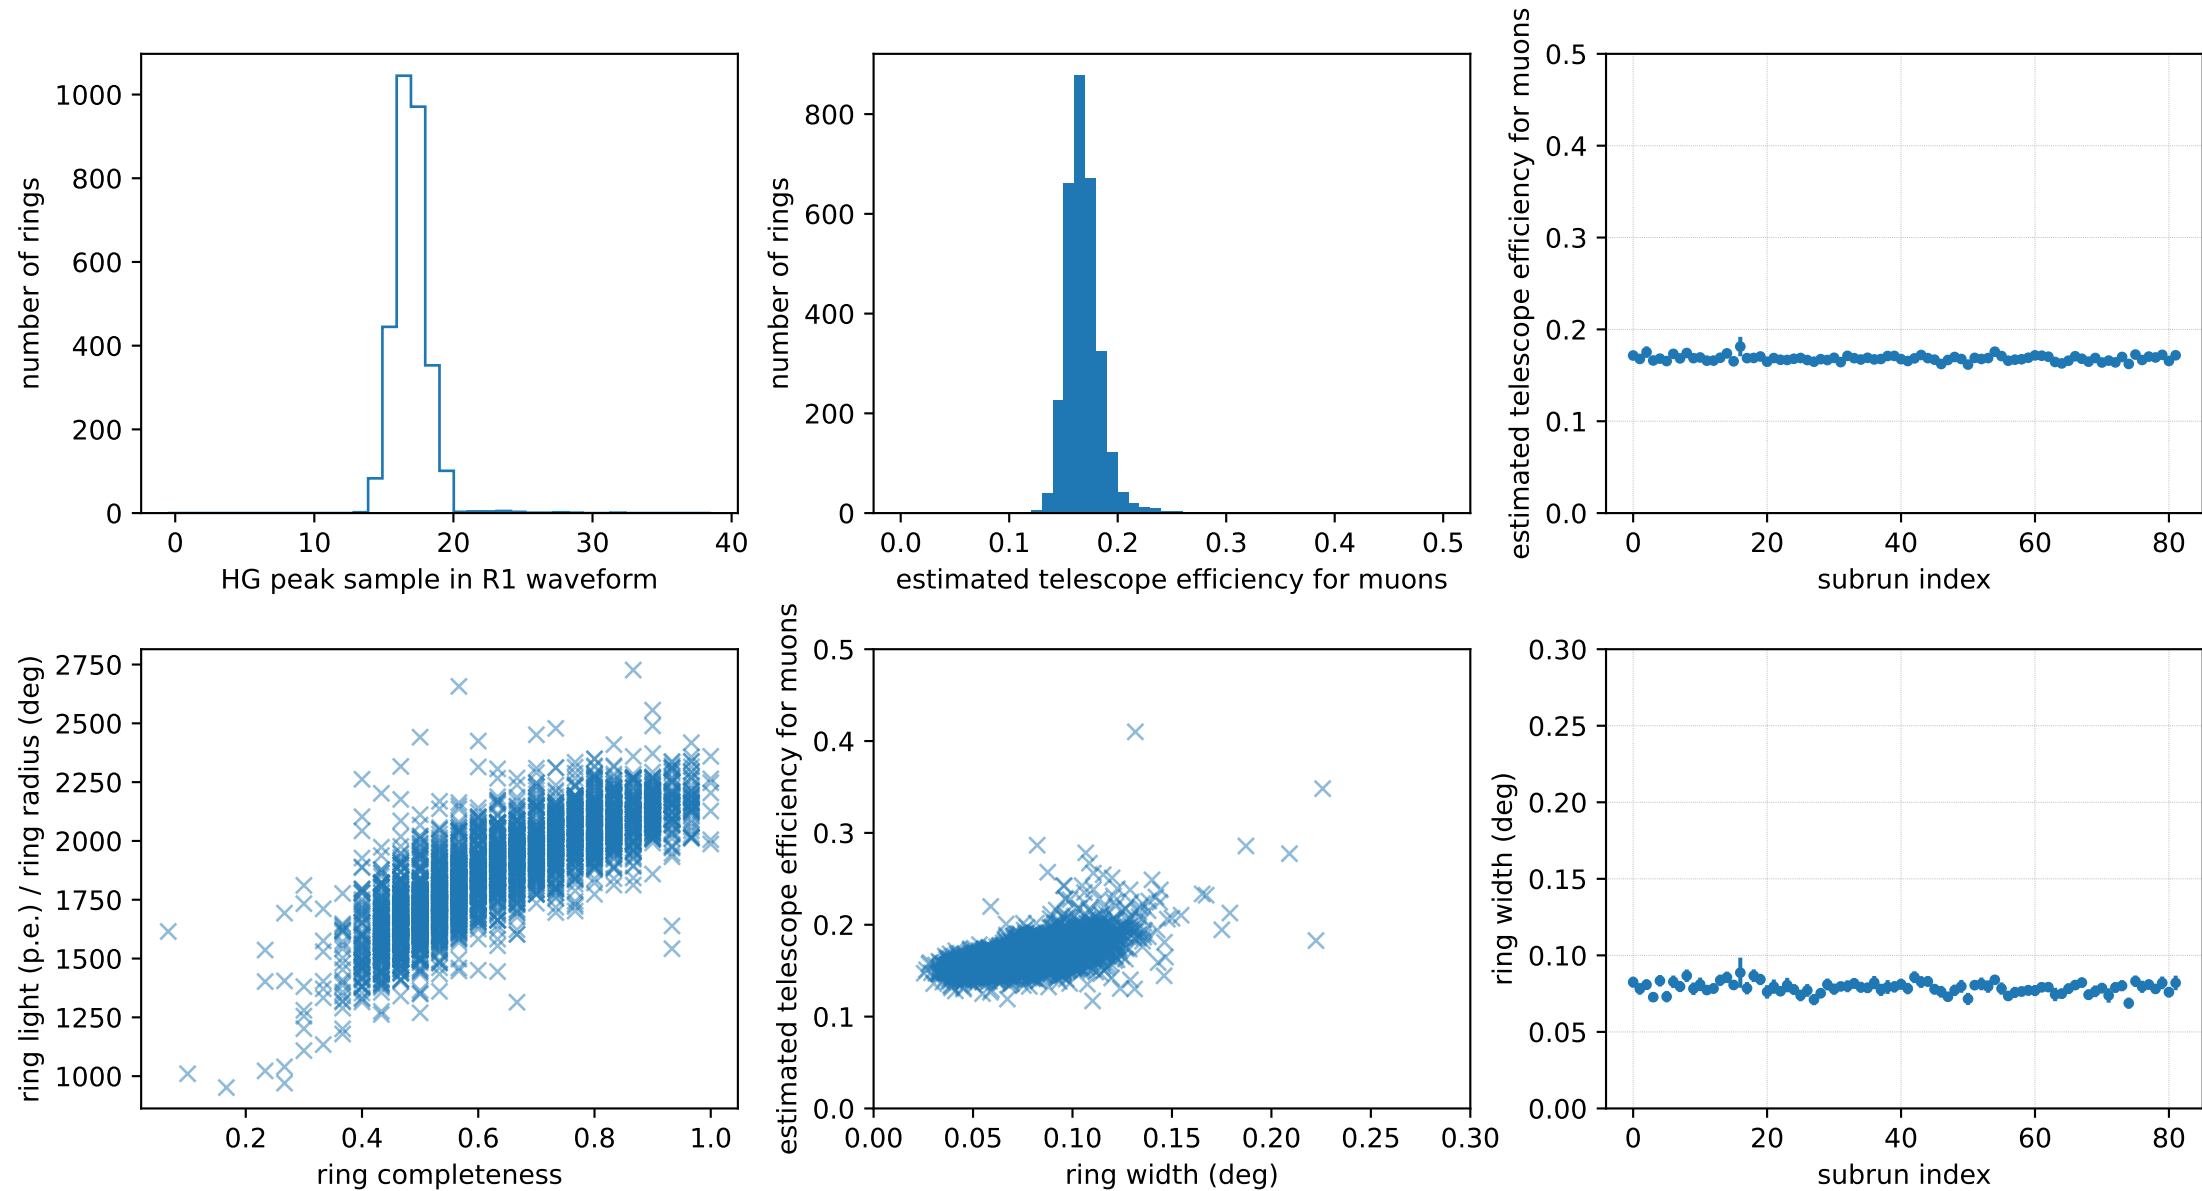 number of rings
1000
800
600
400
200
0
0 10 20 30 40
HG peak sample in R1 waveform
number of rings
800
600
400
200
0
0.0 0.1 0.2 0.3 0.4 0.5
estimated telescope efficiency for muons
estimated telescope efficiency for muons
0.5
0.4
0.3
0.2
0.1
0.0
0 20 40 60 80
subrun index
ring light (p.e.) / ring radius (deg)
2750
2500
2250
2000
1750
1500
1250
1000
0.2 0.4 0.6 0.8 1.0
ring completeness
estimated telescope efficiency for muons
0.5
0.4
0.3
0.2
0.1
0.0
0.00 0.05 0.10 0.15 0.20 0.25 0.30
ring width (deg)
ring width (deg)
0.30
0.25
0.20
0.15
0.10
0.05
0.00
0 20 40 60 80
subrun index